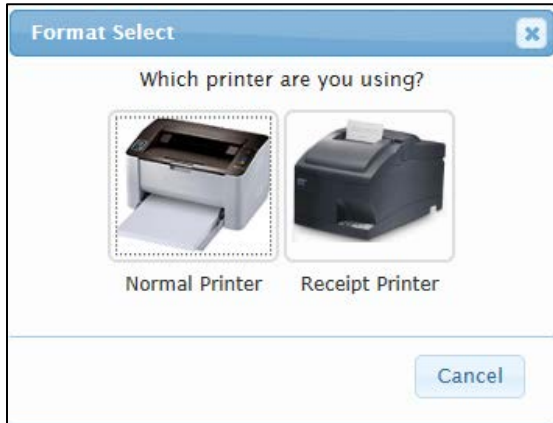 Format Select
Which printer are you using?
Normal Printer Receipt Printer
Cancel